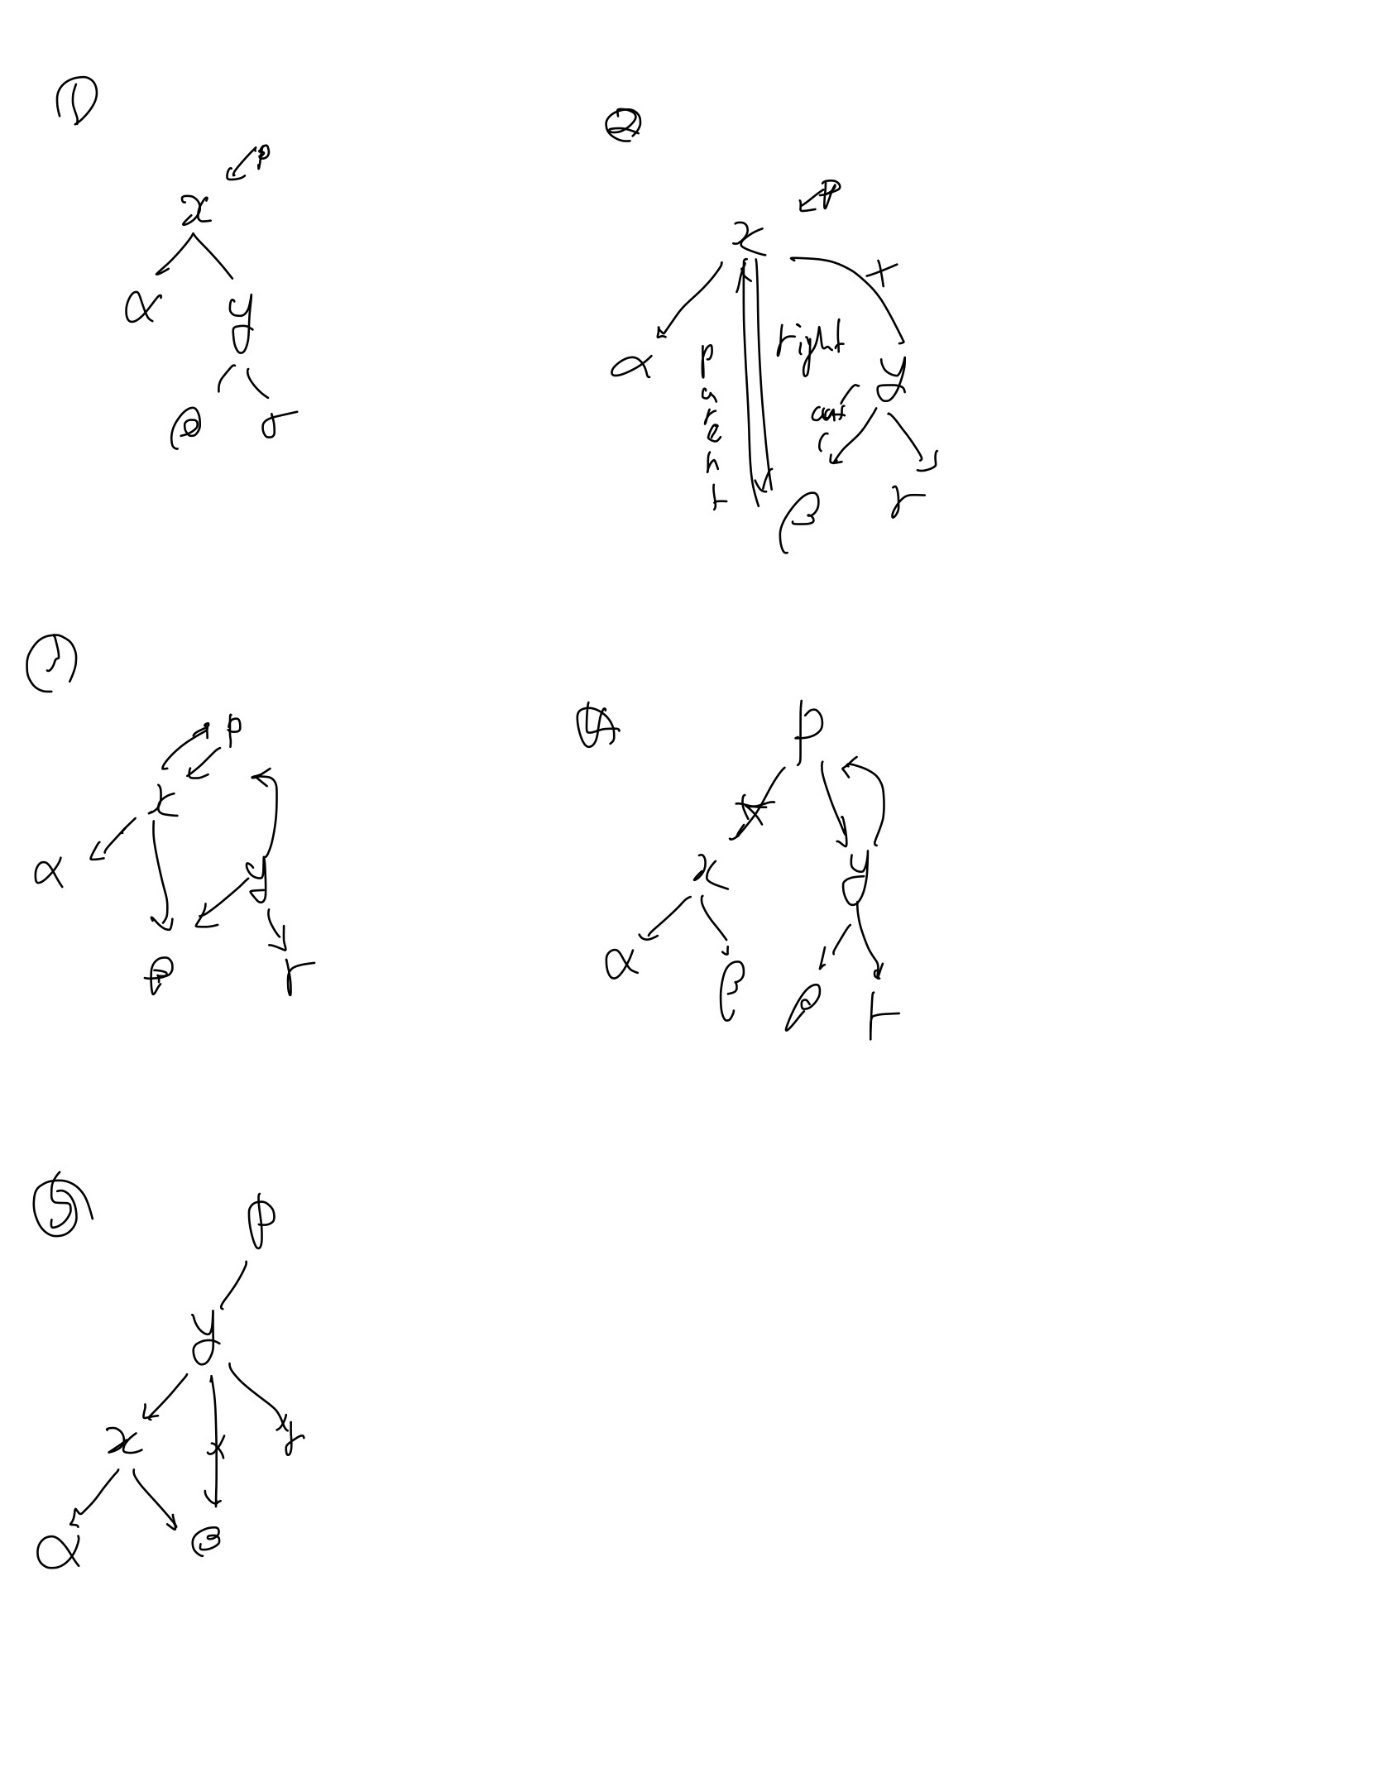 ①
②
p
x
α y
β γ
p
x
right
α parent y
β γ
③
④
p
p
x
y
x y
α
β γ
α β β γ
⑤
p
y
x γ
α β